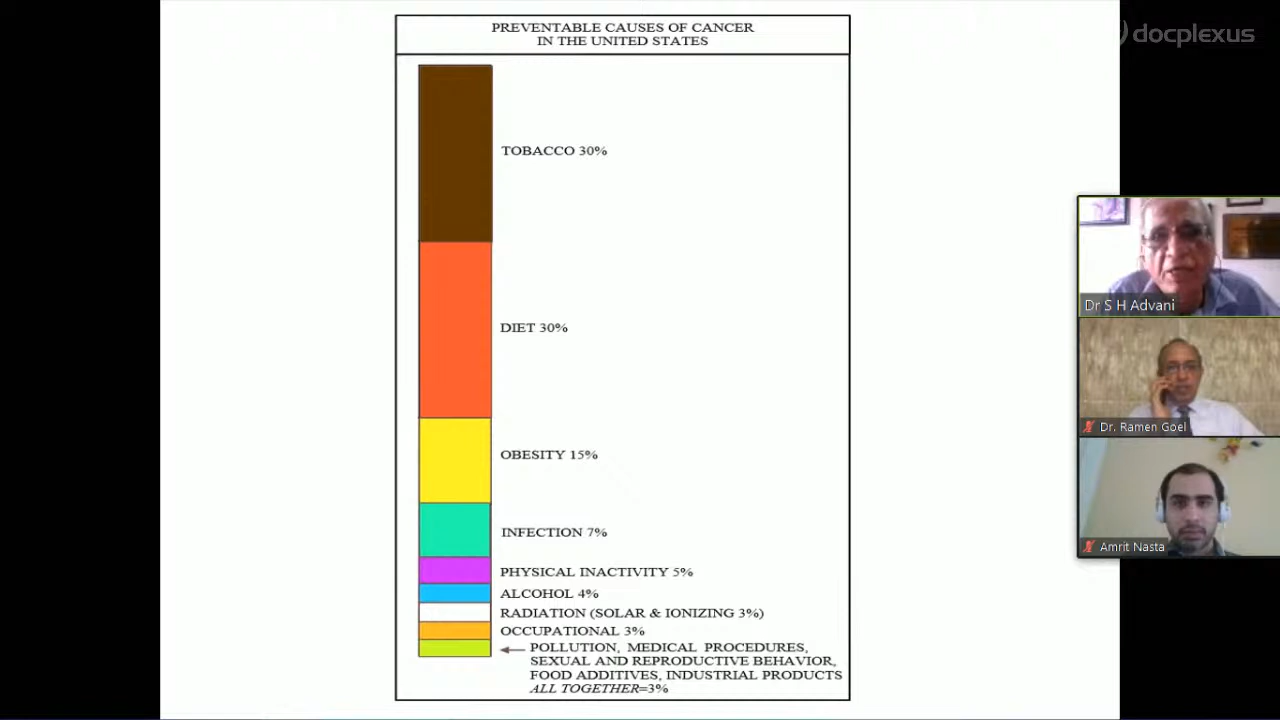 PREVENTABLE CAUSES OF CANCER
IN THE UNITED STATES
docplexus
TOBACCO 30%
DIET 30%
OBESITY 15%
INFECTION 7%
PHYSICAL INACTIVITY 5%
ALCOHOL 4%
RADIATION (SOLAR & IONIZING 3%)
OCCUPATIONAL 3%
POLLUTION, MEDICAL PROCEDURES,
SEXUAL AND REPRODUCTIVE BEHAVIOR,
FOOD ADDITIVES, INDUSTRIAL PRODUCTS
ALL TOGETHER=3%
Dr S H Advani
Dr. Ramen Goel
Amrit Nasta